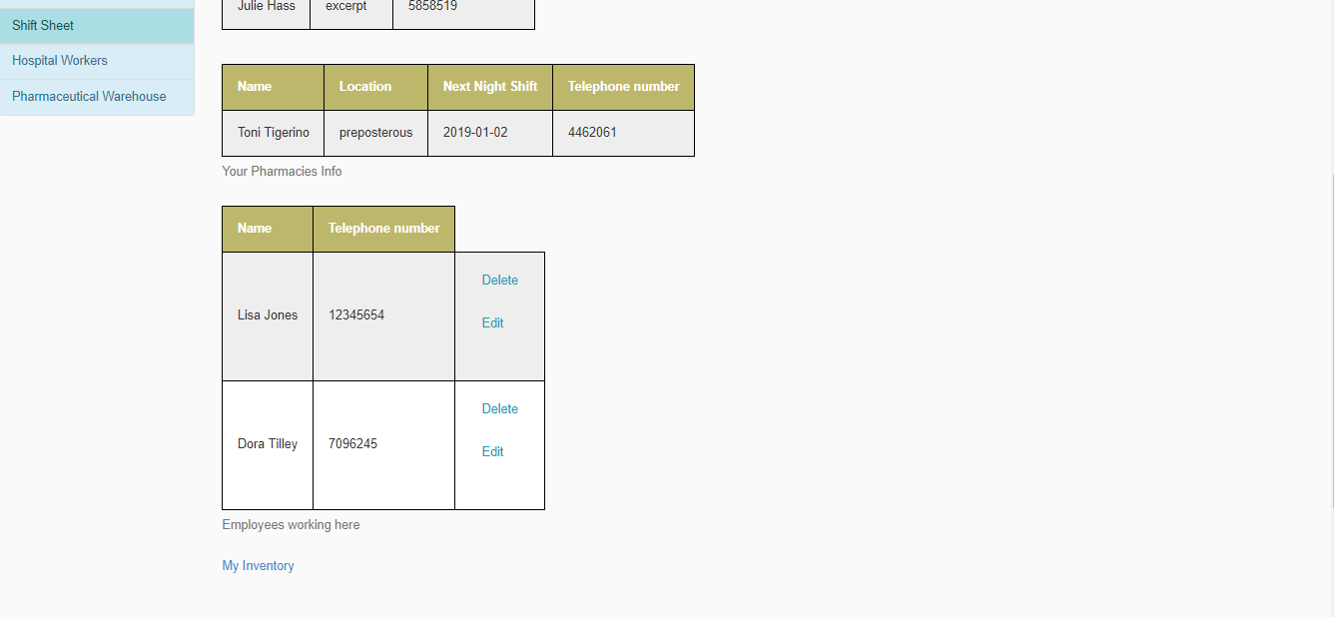 Shift Sheet
Hospital Workers
Pharmaceutical Warehouse
Julie Hass excerpt 5858519
Name Location Next Night Shift Telephone number
Toni Tigerino preposterous 2019-01-02 4462061
Your Pharmacies Info
Name Telephone number
Lisa Jones 12345654 Delete
Edit
Dora Tilley 7096245 Delete
Edit
Employees working here
My Inventory